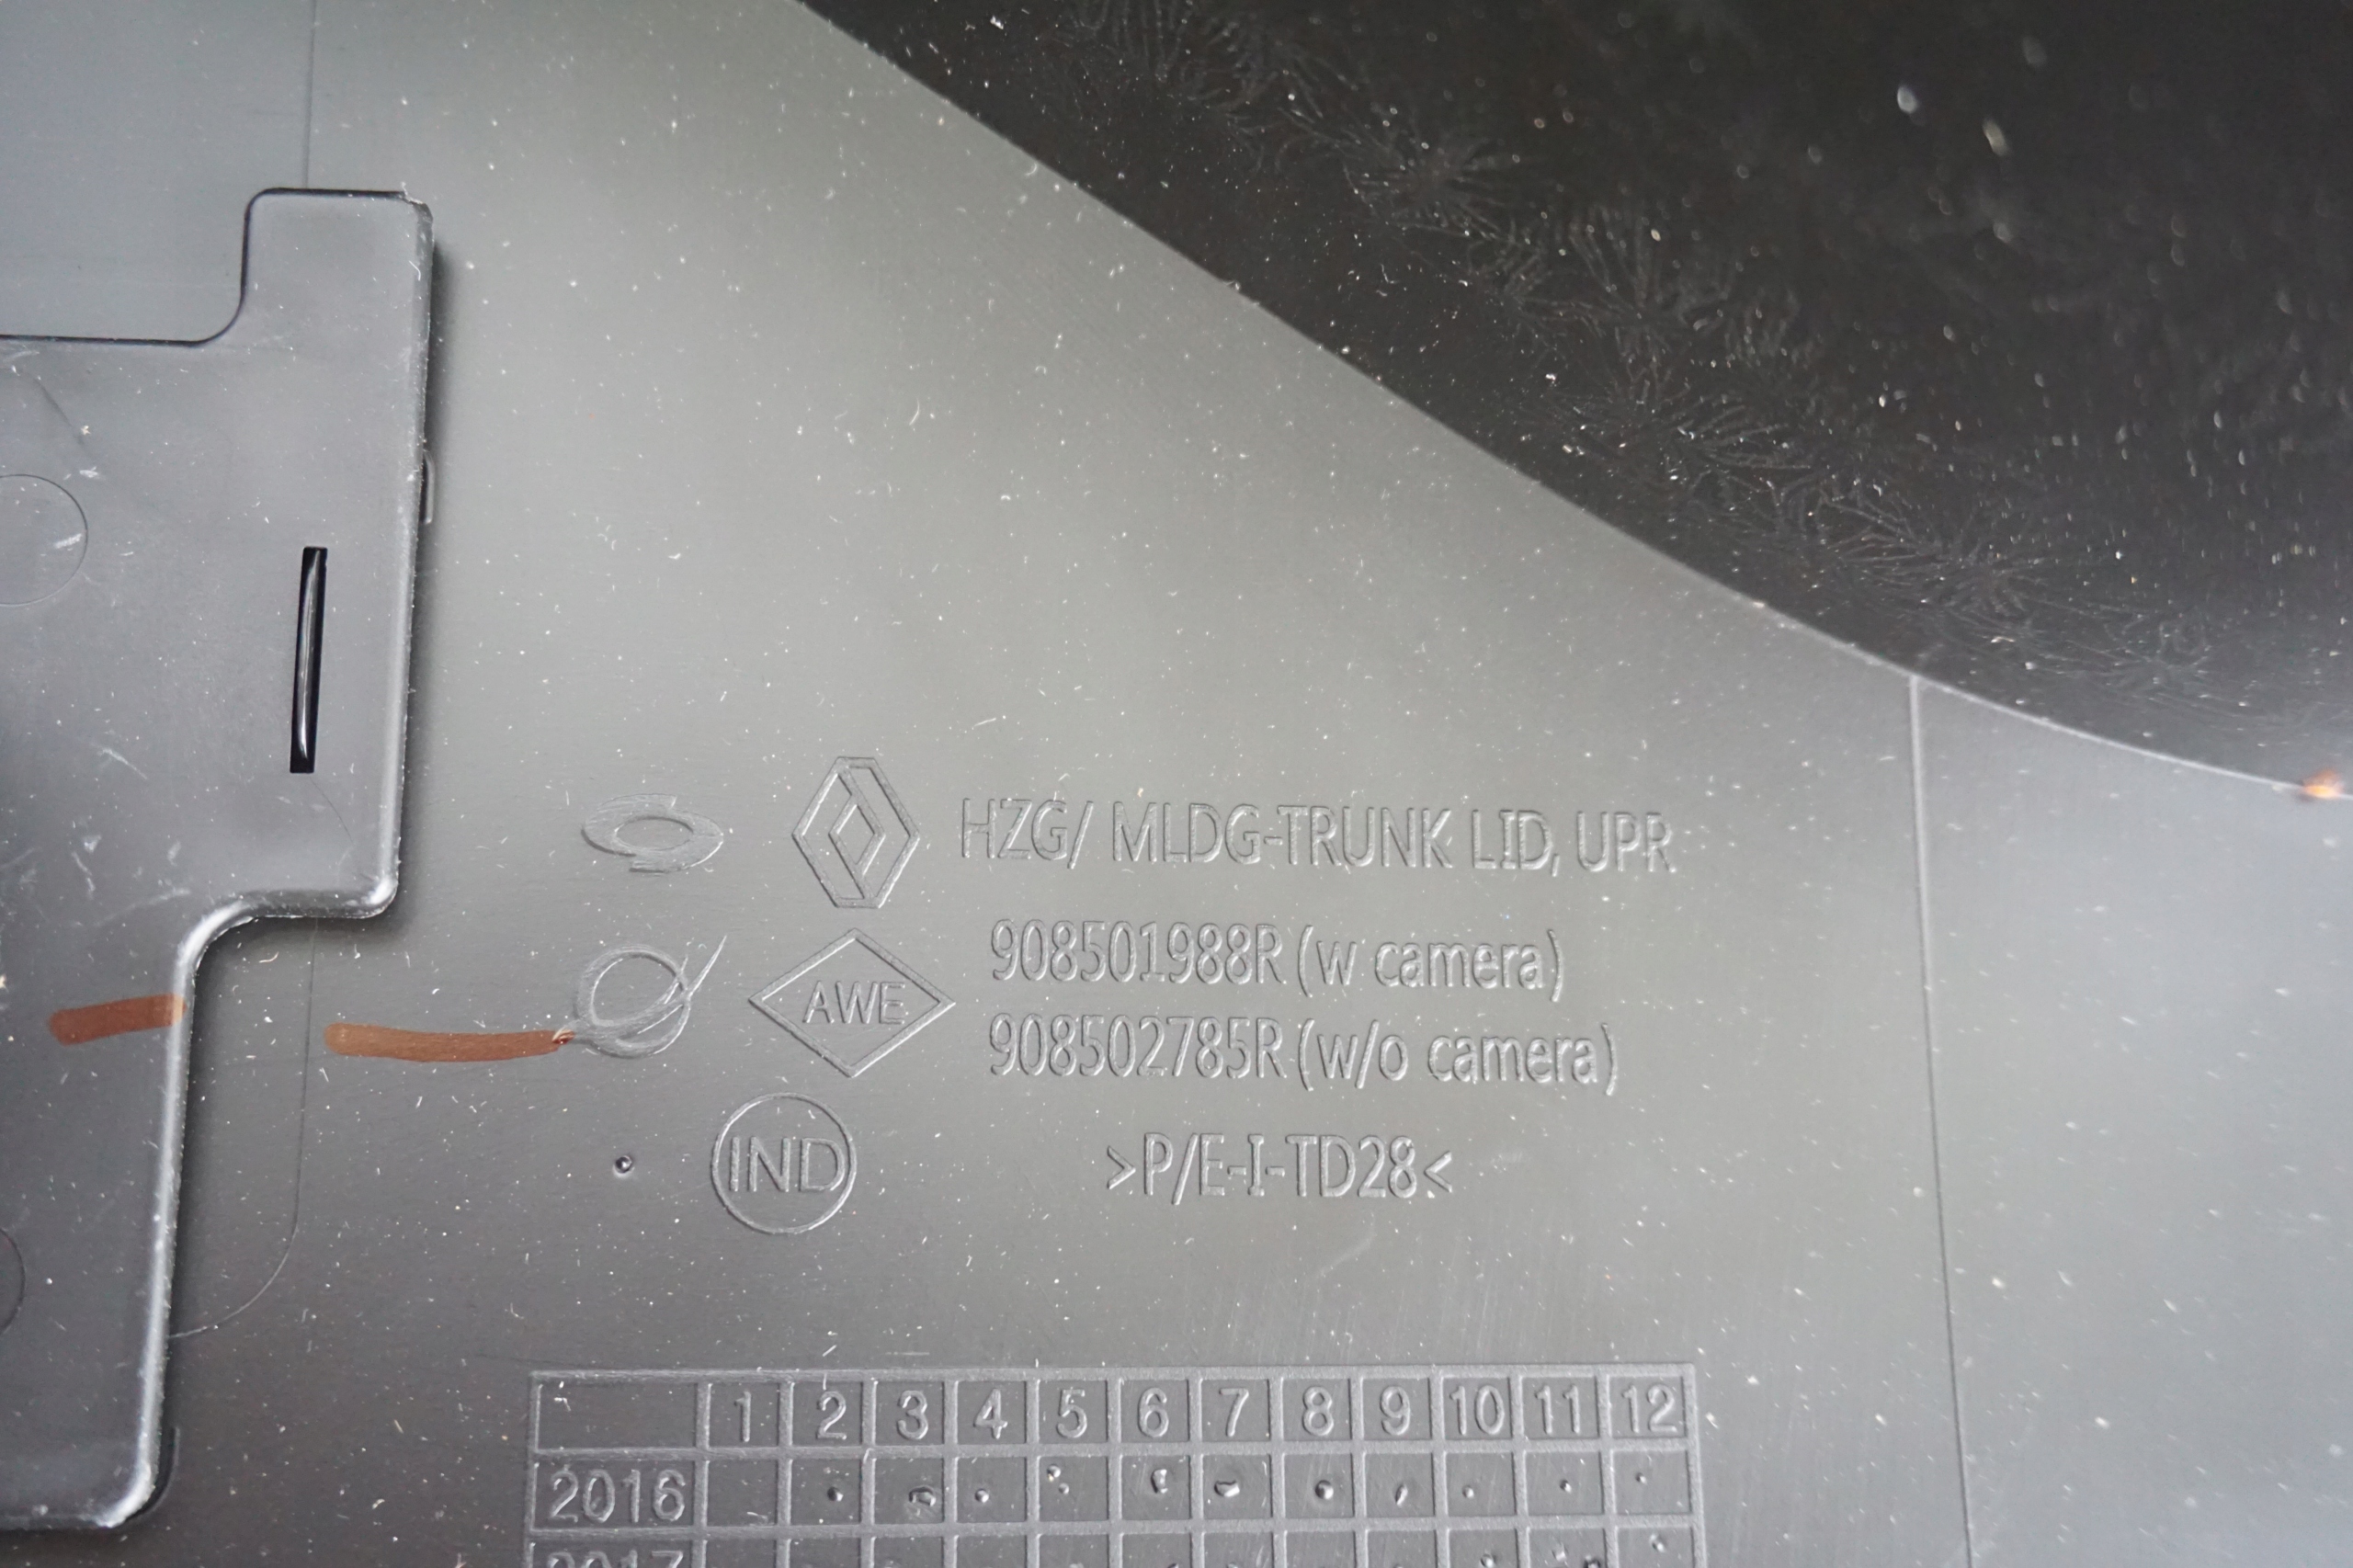 HZG/ MLDG-TRUNK LID, UPR
908501988R (w camera)
AWE
908502785R (w/o camera)
IND
>P/E-I-TD28<
1 2 3 4 5 6 7 8 9 10 11 12
2016
2017